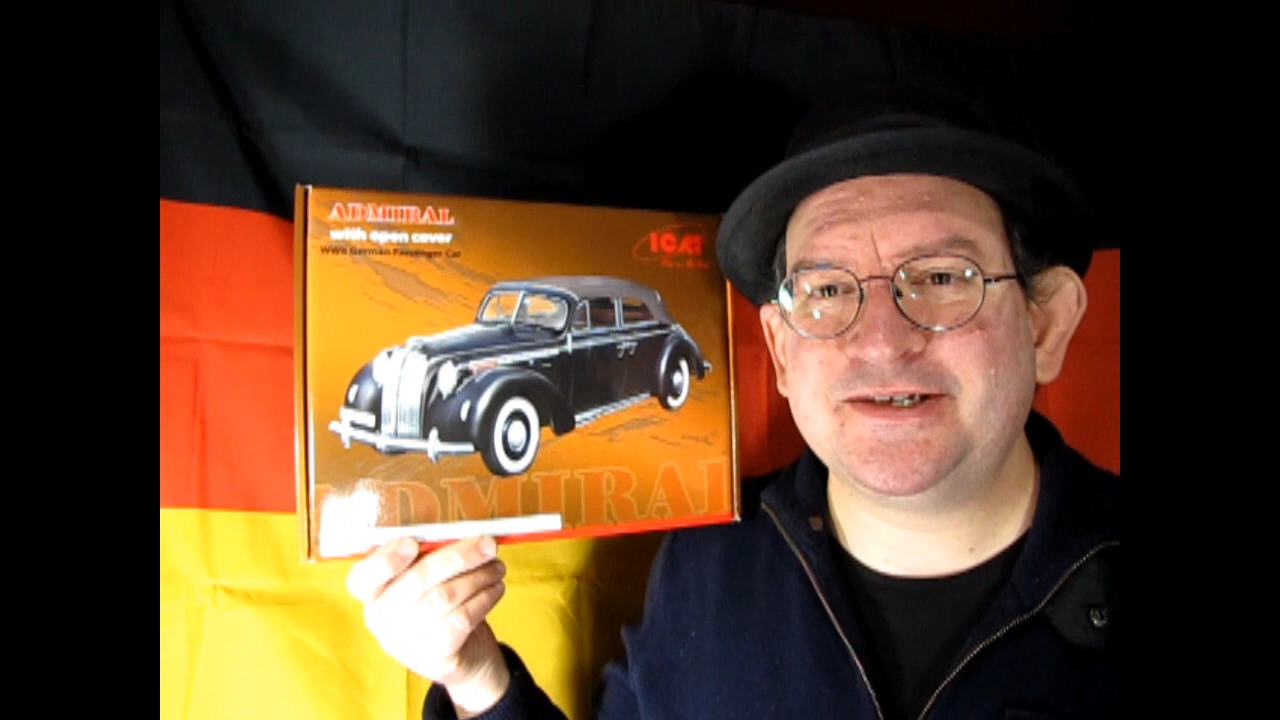 ADMIRAL
with open cover
WWII German Passenger Car
ICM
ADMIRAL